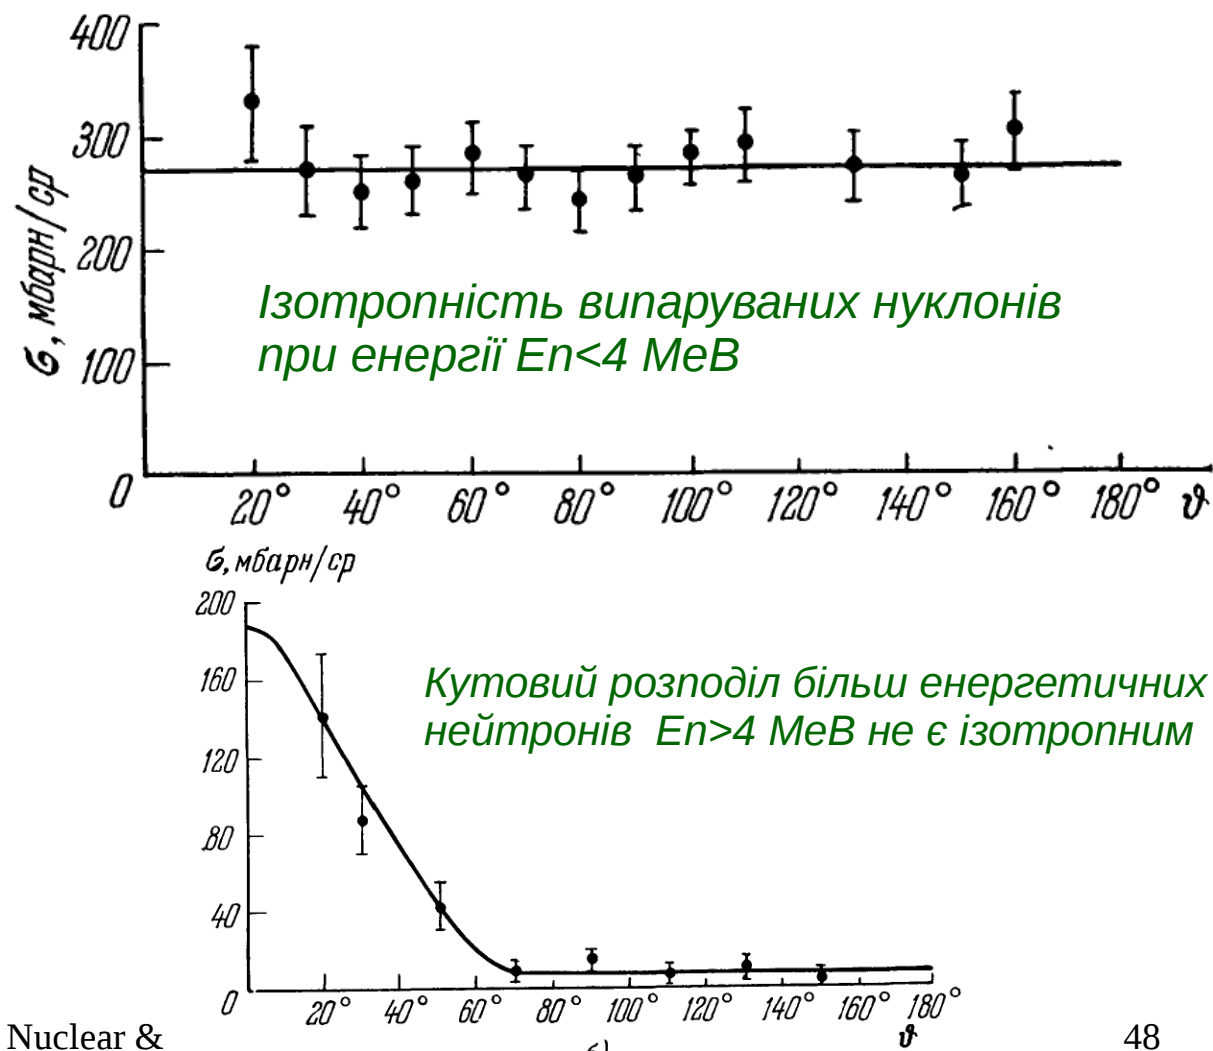 400
300
200
100
0
б, мбарн/ср
Ізотропність випаруваних нуклонів
при енергії En<4 МеВ
20° 40° 60° 80° 100° 120° 140° 160° 180° ϑ
б, мбарн/ср
200
160
120
80
40
0
Кутовий розподіл більш енергетичних
нейтронів En>4 МеВ не є ізотропним
20° 40° 60° 80° 100° 120° 140° 160° 180°
ϑ
Nuclear &
48